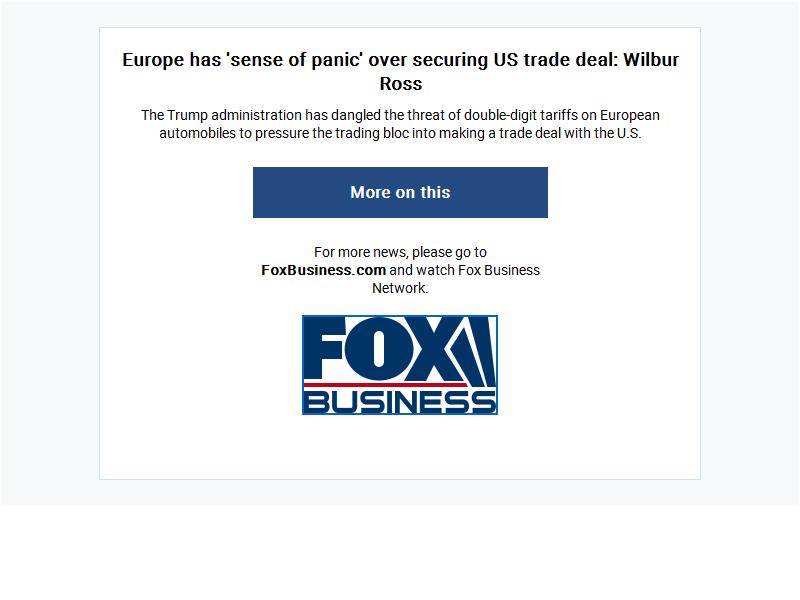 Europe has 'sense of panic' over securing US trade deal: Wilbur
Ross
The Trump administration has dangled the threat of double-digit tariffs on European
automobiles to pressure the trading bloc into making a trade deal with the U.S.
More on this
For more news, please go to
FoxBusiness.com and watch Fox Business
Network.
FOX
BUSINESS